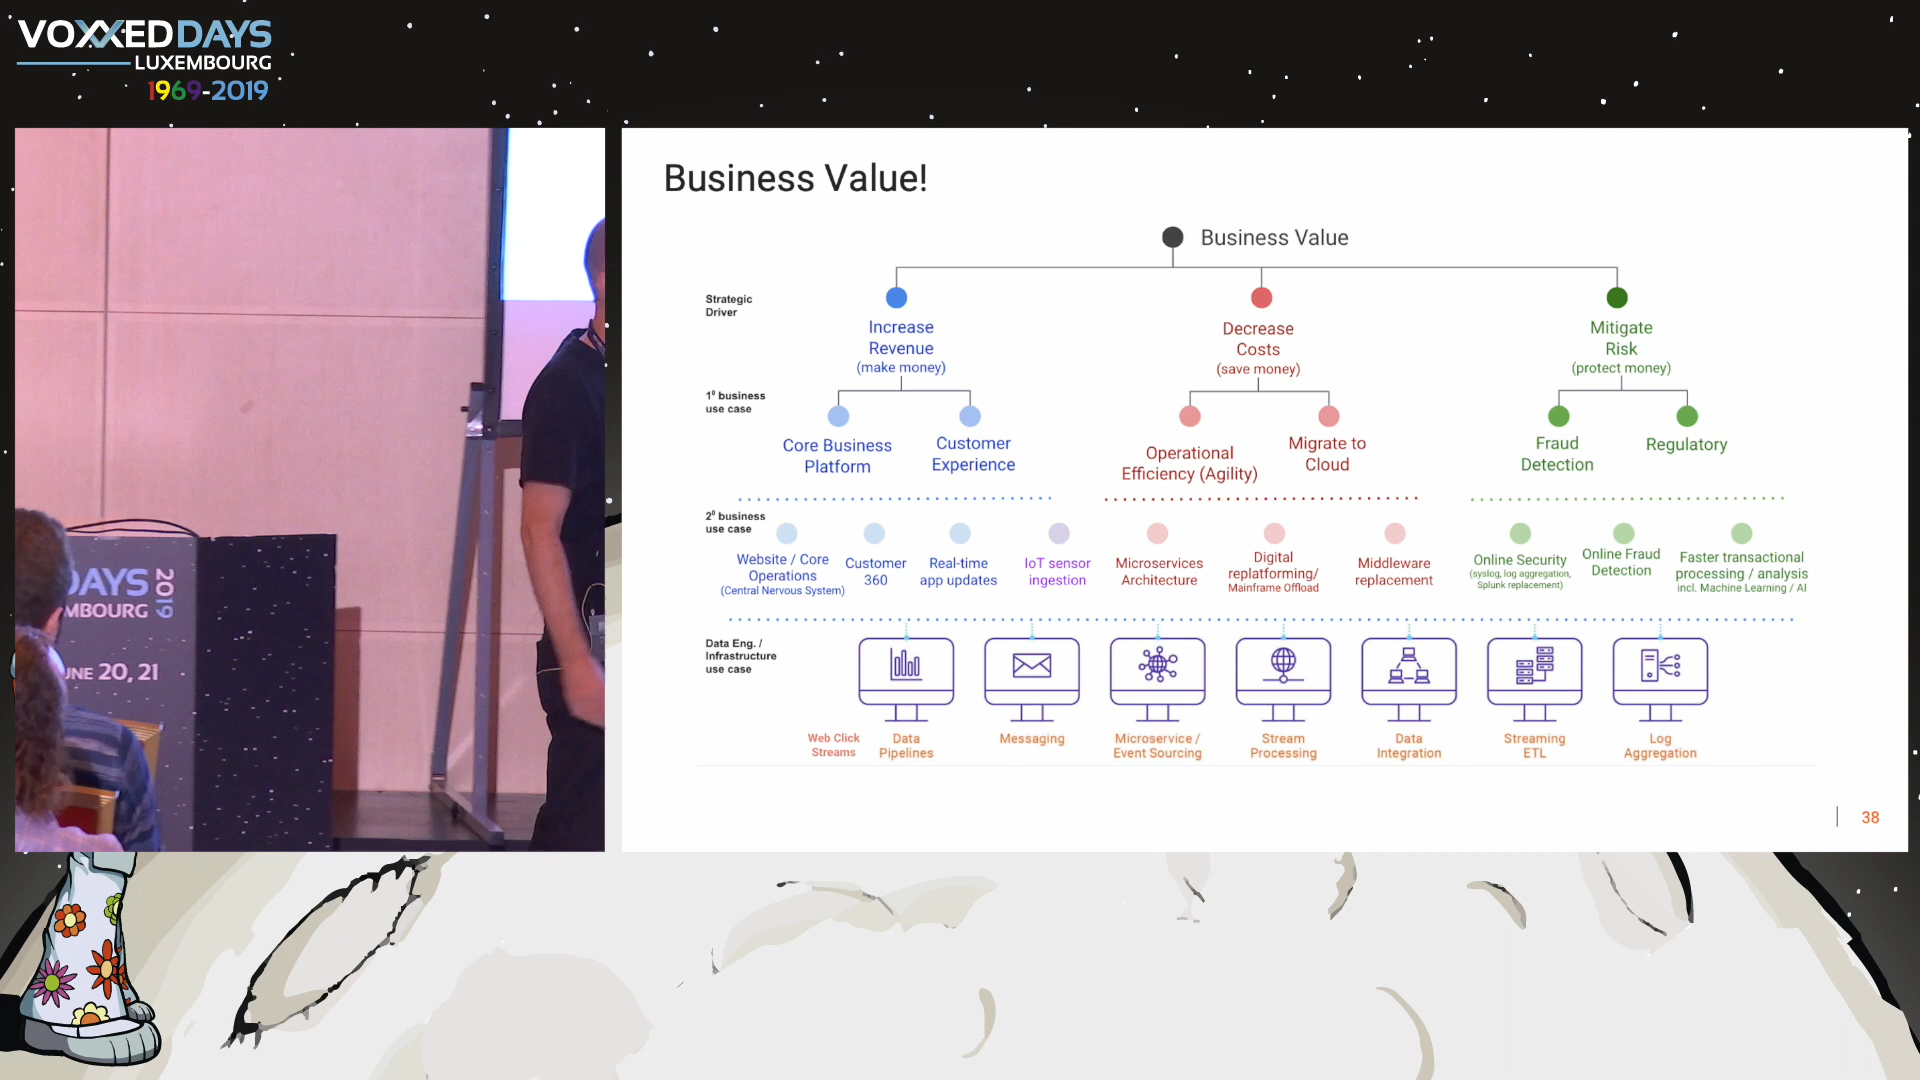 VOXXEDDAYS
LUXEMBOURG
1969-2019
DAYS
2019
MBOURG
UNE 20, 21
Business Value!
Business Value
Strategic
Driver
Increase
Revenue
(make money)
Decrease
Costs
(save money)
Mitigate
Risk
(protect money)
1⁰ business
use case
Core Business
Platform
Customer
Experience
Operational
Efficiency (Agility)
Migrate to
Cloud
Fraud
Detection
Regulatory
2⁰ business
use case
Website / Core
Operations
(Central Nervous System)
Customer
360
Real-time
app updates
IoT sensor
ingestion
Microservices
Architecture
Digital
replatforming/
Mainframe Offload
Middleware
replacement
Online Security
(syslog, log aggregation,
Splunk replacement)
Online Fraud
Detection
Faster transactional
processing / analysis
incl. Machine Learning / AI
Data Eng. /
Infrastructure
use case
Web Click
Streams
Data
Pipelines
Messaging
Microservice /
Event Sourcing
Stream
Processing
Data
Integration
Streaming
ETL
Log
Aggregation
38